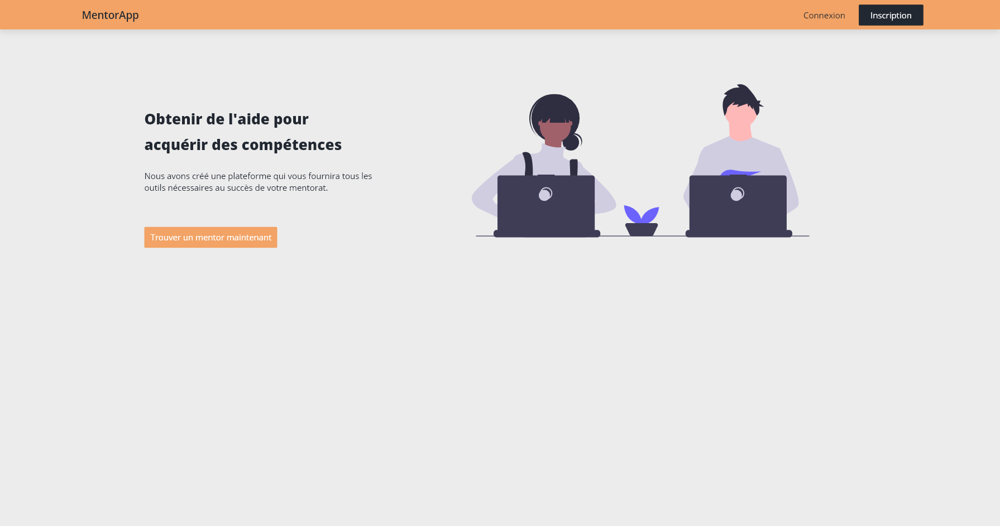 MentorApp
Connexion
Inscription
Obtenir de l'aide pour
acquérir des compétences
Nous avons créé une plateforme qui vous fournira tous les
outils nécessaires au succès de votre mentorat.
Trouver un mentor maintenant